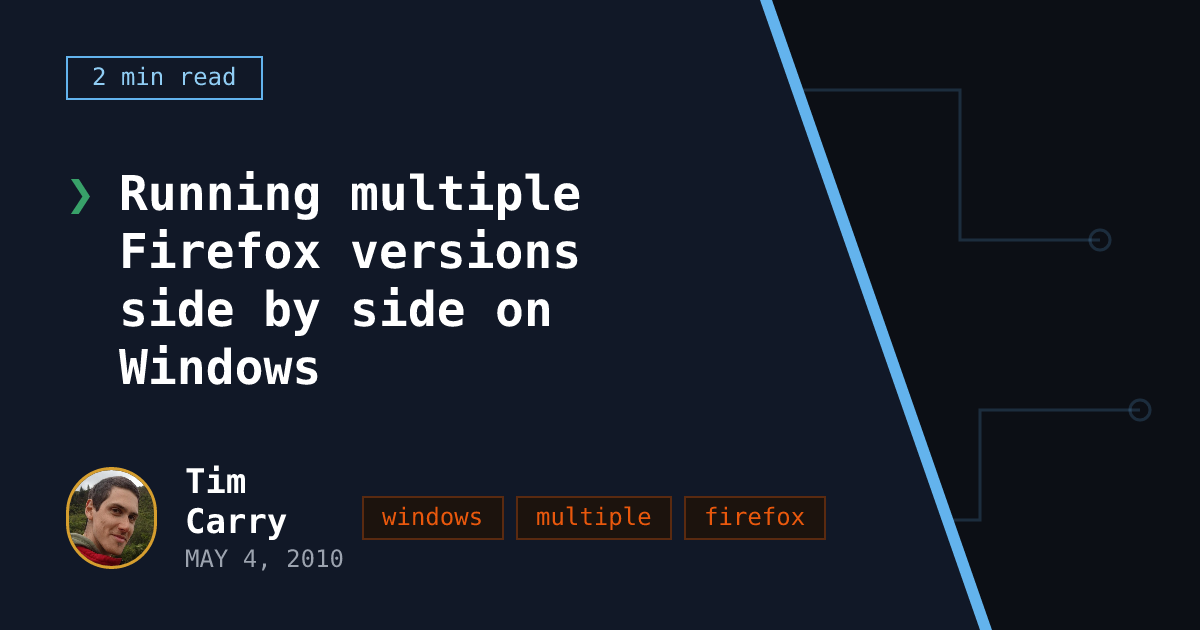 2 min read
❯ Running multiple
Firefox versions
side by side on
Windows
Tim
Carry
MAY 4, 2010
windows
multiple
firefox